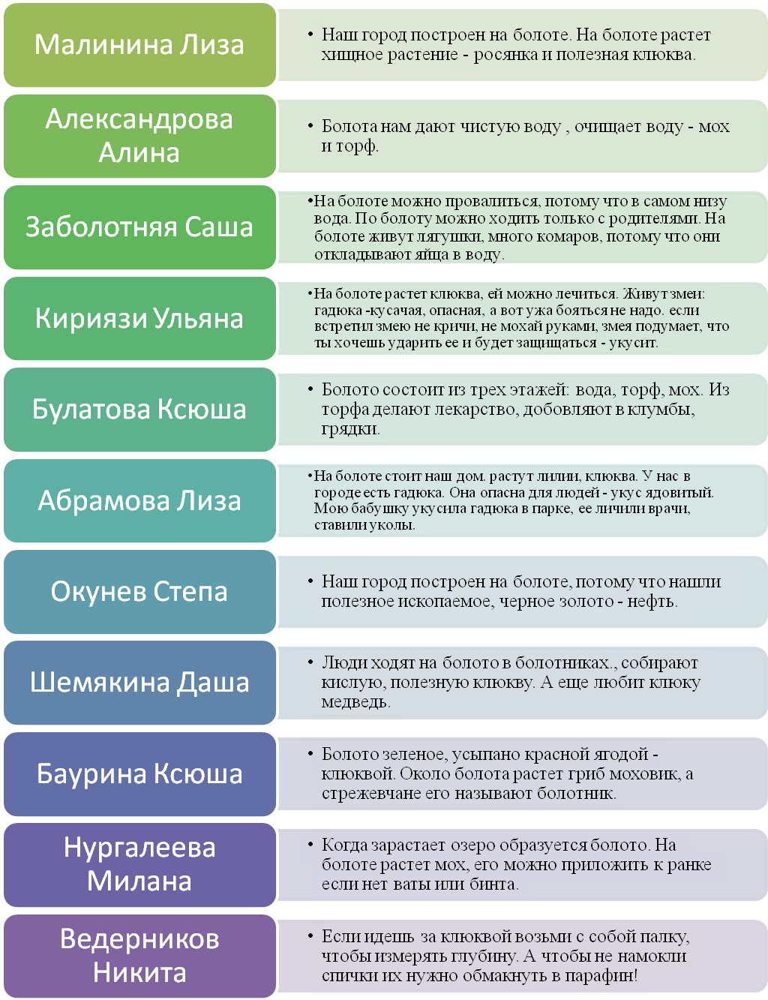 Малинина Лиза
• Наш город построен на болоте. На болоте растет
хищное растение - росянка и полезная клюква.
Александрова
Алина
• Болота нам дают чистую воду , очищает воду - мох
и торф.
Заболотняя Саша
•На болоте можно провалиться, потому что в самом низу
вода. По болоту можно ходить только с родителями. На
болоте живут лягушки, много комаров, потому что они
откладывают яйца в воду.
Кириязи Ульяна
•На болоте растет клюква, ей можно лечиться. Живут змеи:
гадюка -кусачая, опасная, а вот ужа бояться не надо. если
встретил змею не кричи, не мохай руками, змея подумает, что
ты хочешь ударить ее и будет защищаться - укусит.
Булатова Ксюша
• Болото состоит из трех этажей: вода, торф, мох. Из
торфа делают лекарство, добовляют в клумбы,
грядки.
Абрамова Лиза
•На болоте стоит наш дом. растут лилии, клюква. У нас в
городе есть гадюка. Она опасна для людей - укус ядовитый.
Мою бабушку укусила гадюка в парке, ее личили врачи,
ставили уколы.
Окунев Степа
• Наш город построен на болоте, потому что нашли
полезное ископаемое, черное золото - нефть.
Шемякина Даша
• Люди ходят на болото в болотниках., собирают
кислую, полезную клюкву. А еще любит клюку
медведь.
Баурина Ксюша
• Болото зеленое, усыпано красной ягодой -
клюквой. Около болота растет гриб моховик, а
стрежевчане его называют болотник.
Нургалеева
Милана
• Когда зарастает озеро образуется болото. На
болоте растет мох, его можно приложить к ранке
если нет ваты или бинта.
Ведерников
Никита
• Если идешь за клюквой возьми с собой палку,
чтобы измерять глубину. А чтобы не намокли
спички их нужно обмакнуть в парафин!